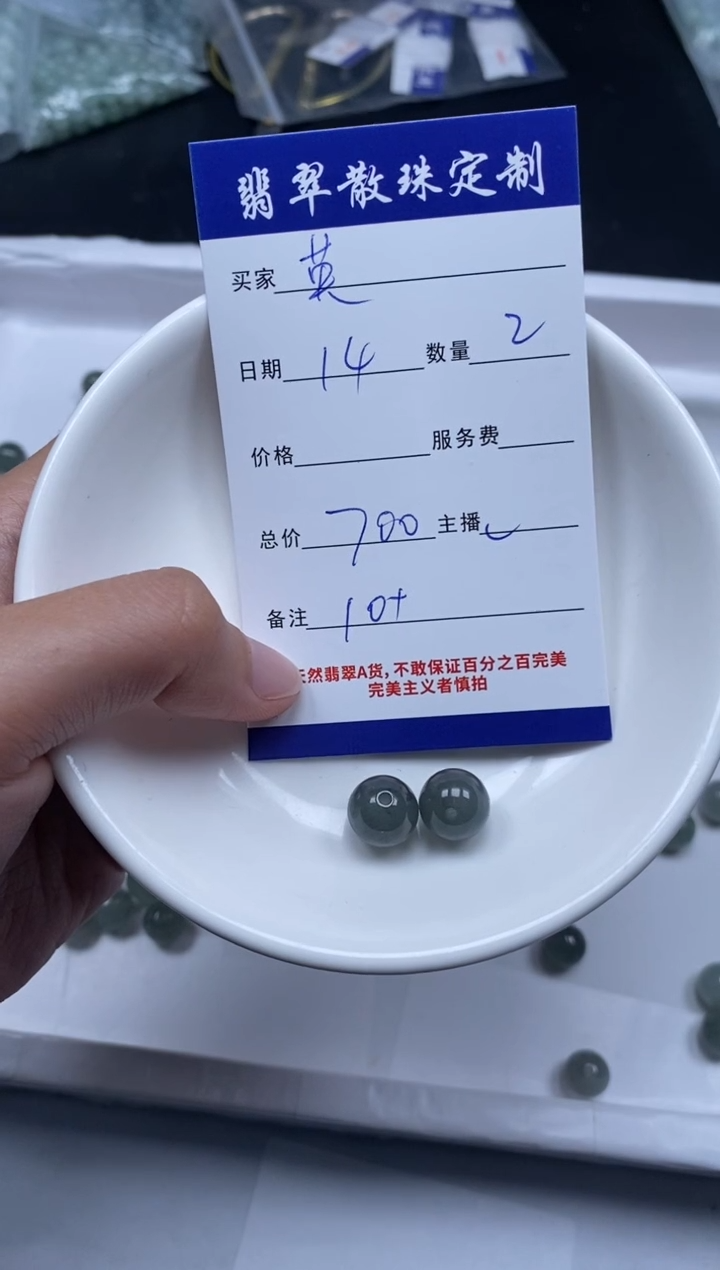 翡翠散珠定制
买家 英
日期 14 数量 2
价格 服务费
总价 700 主播
备注 10+
天然翡翠A货,不敢保证百分之百完美
完美主义者慎拍